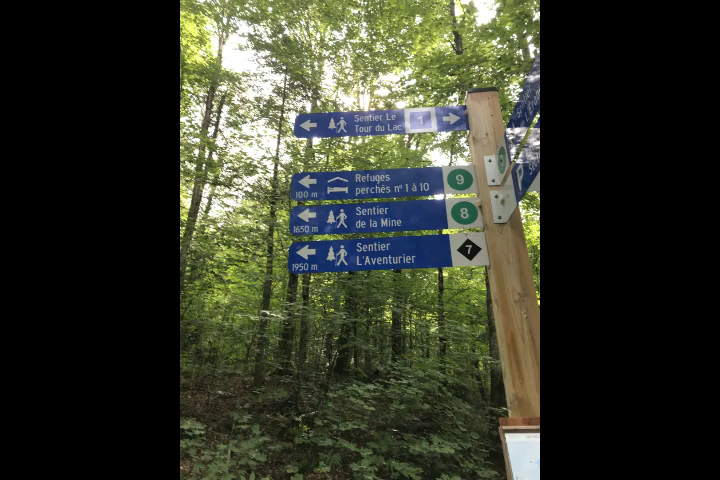 Sentier Le
Tour du Lac
1
Refuges
perchés nº 1 à 10
100 m
9
Sentier
de la Mine
1650 m
8
Sentier
L'Aventurier
1950 m
7
P